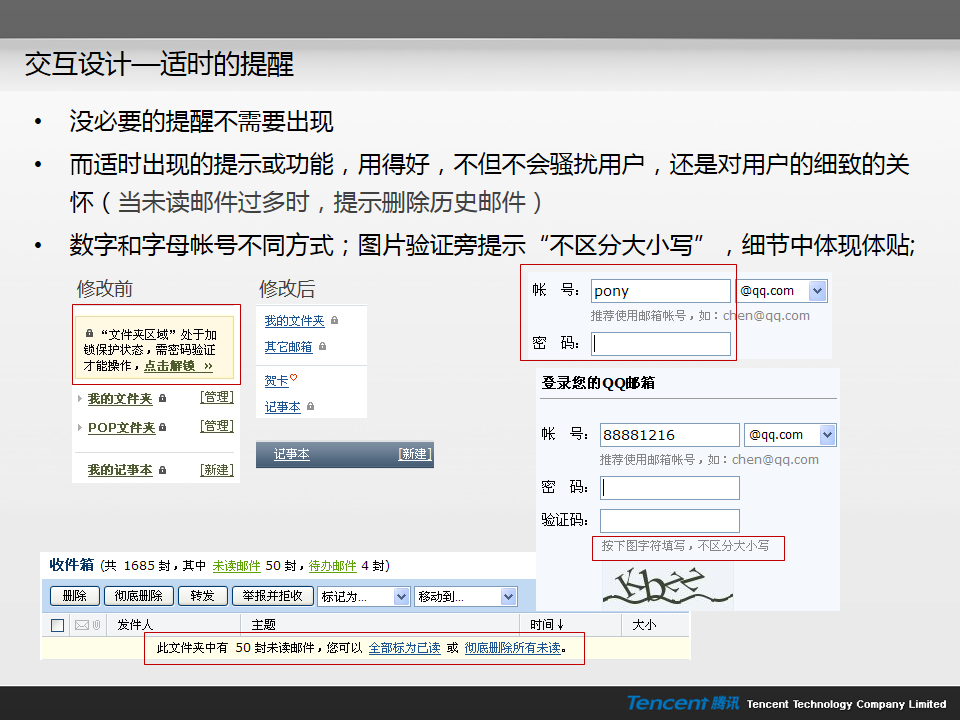 交互设计—适时的提醒
• 没必要的提醒不需要出现
• 而适时出现的提示或功能，用得好，不但不会骚扰用户，还是对用户的细致的关
怀（当未读邮件过多时，提示删除历史邮件）
• 数字和字母帐号不同方式；图片验证旁提示“不区分大小写”，细节中体现体贴;
修改前
“文件夹区域”处于加
锁保护状态，需密码验证
才能操作，点击解锁 »
我的文件夹 [管理]
POP文件夹 [管理]
我的记事本 [新建]
修改后
我的文件夹
其它邮箱
贺卡
记事本
记事本 [新建]
帐 号： pony @qq.com
推荐使用邮箱帐号，如：chen@qq.com
密 码：
登录您的QQ邮箱
帐 号： 88881216 @qq.com
推荐使用邮箱帐号，如：chen@qq.com
密 码：
验证码：
按下图字符填写，不区分大小写
收件箱 (共 1685 封，其中 未读邮件 50 封，待办邮件 4 封)
删除 彻底删除 转发 举报并拒收 标记为... 移动到...
发件人 主题 时间↓ 大小
此文件夹中有 50 封未读邮件，您可以 全部标为已读 或 彻底删除所有未读。
Tencent 腾讯 Tencent Technology Company Limited